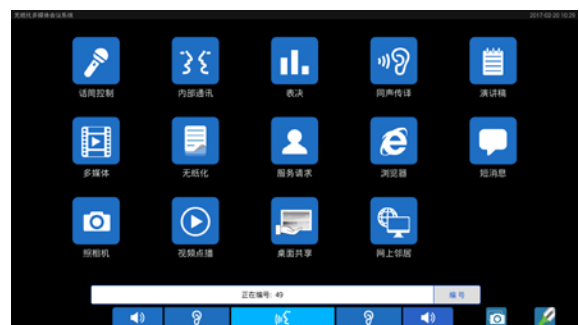 无纸化多媒体会议系统 2017-02-20 10:29
话筒控制 内部通讯 表决 同声传译 演讲稿
多媒体 无纸化 服务请求 浏览器 短消息
照相机 视频点播 桌面共享 网上邻居
正在编号: 49 编号